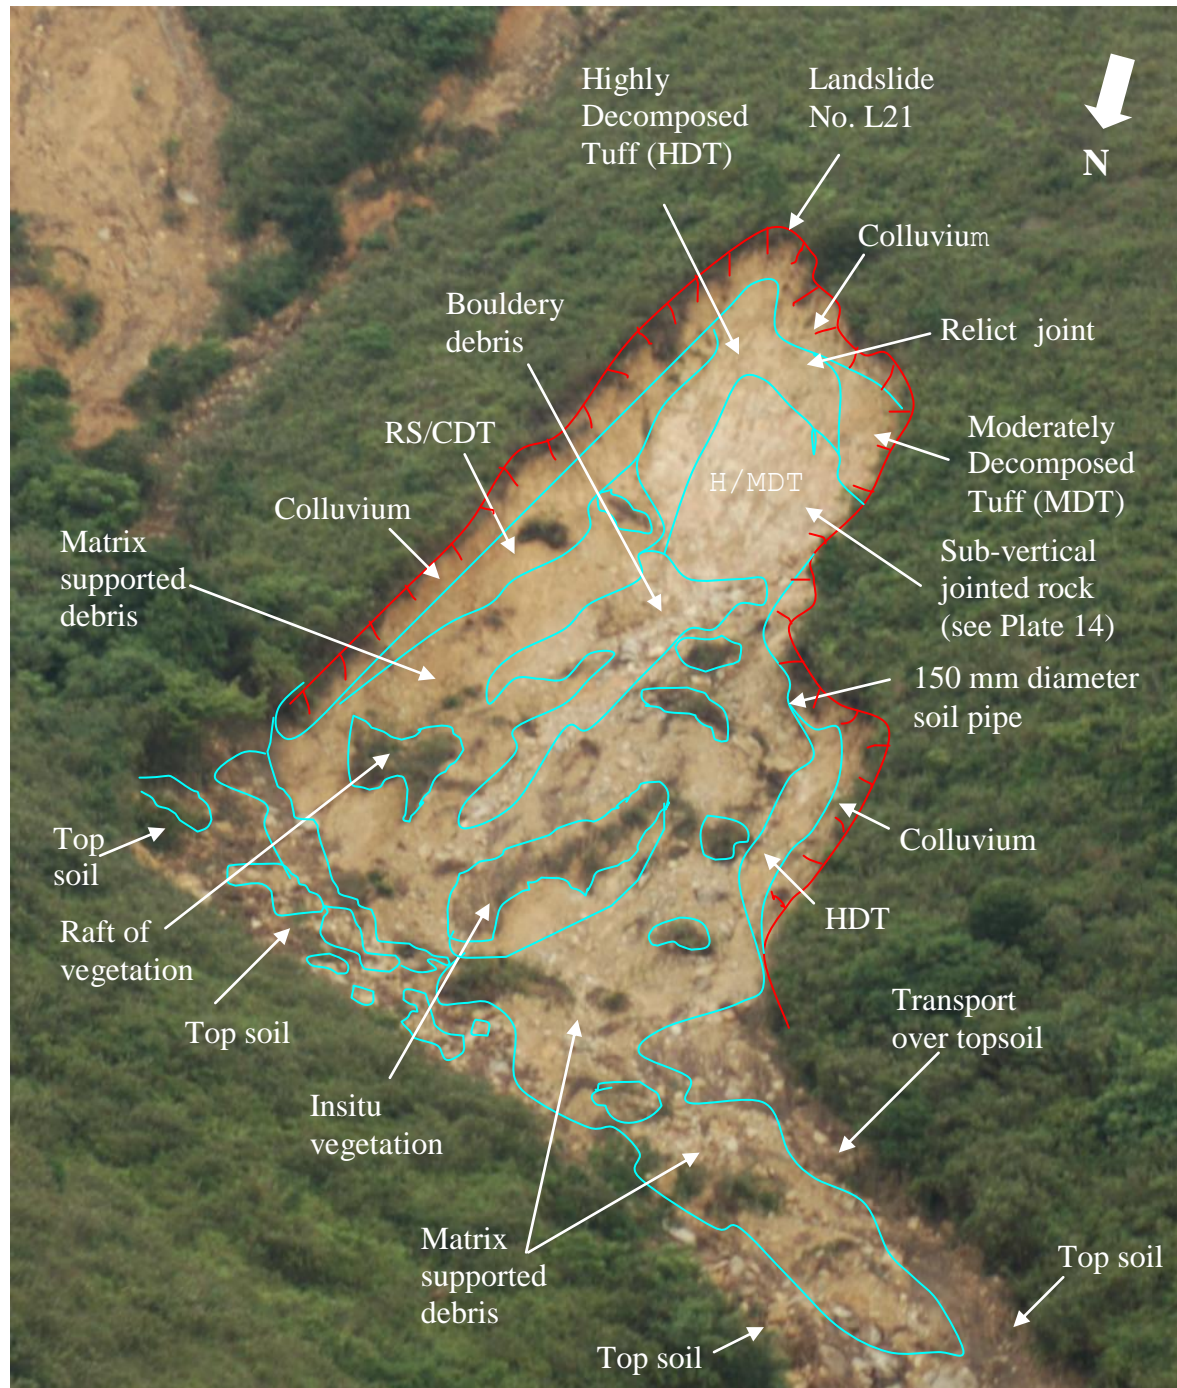 Highly
Decomposed
Tuff (HDT)
Landslide
No. L21
N
Colluvium
Bouldery
debris
Relict joint
RS/CDT
Moderately
Decomposed
Tuff (MDT)
H/MDT
Colluvium
Matrix
supported
debris
Sub-vertical
jointed rock
(see Plate 14)
150 mm diameter
soil pipe
Top
soil
Colluvium
HDT
Raft of
vegetation
Top soil
Transport
over topsoil
Insitu
vegetation
Matrix
supported
debris
Top soil
Top soil